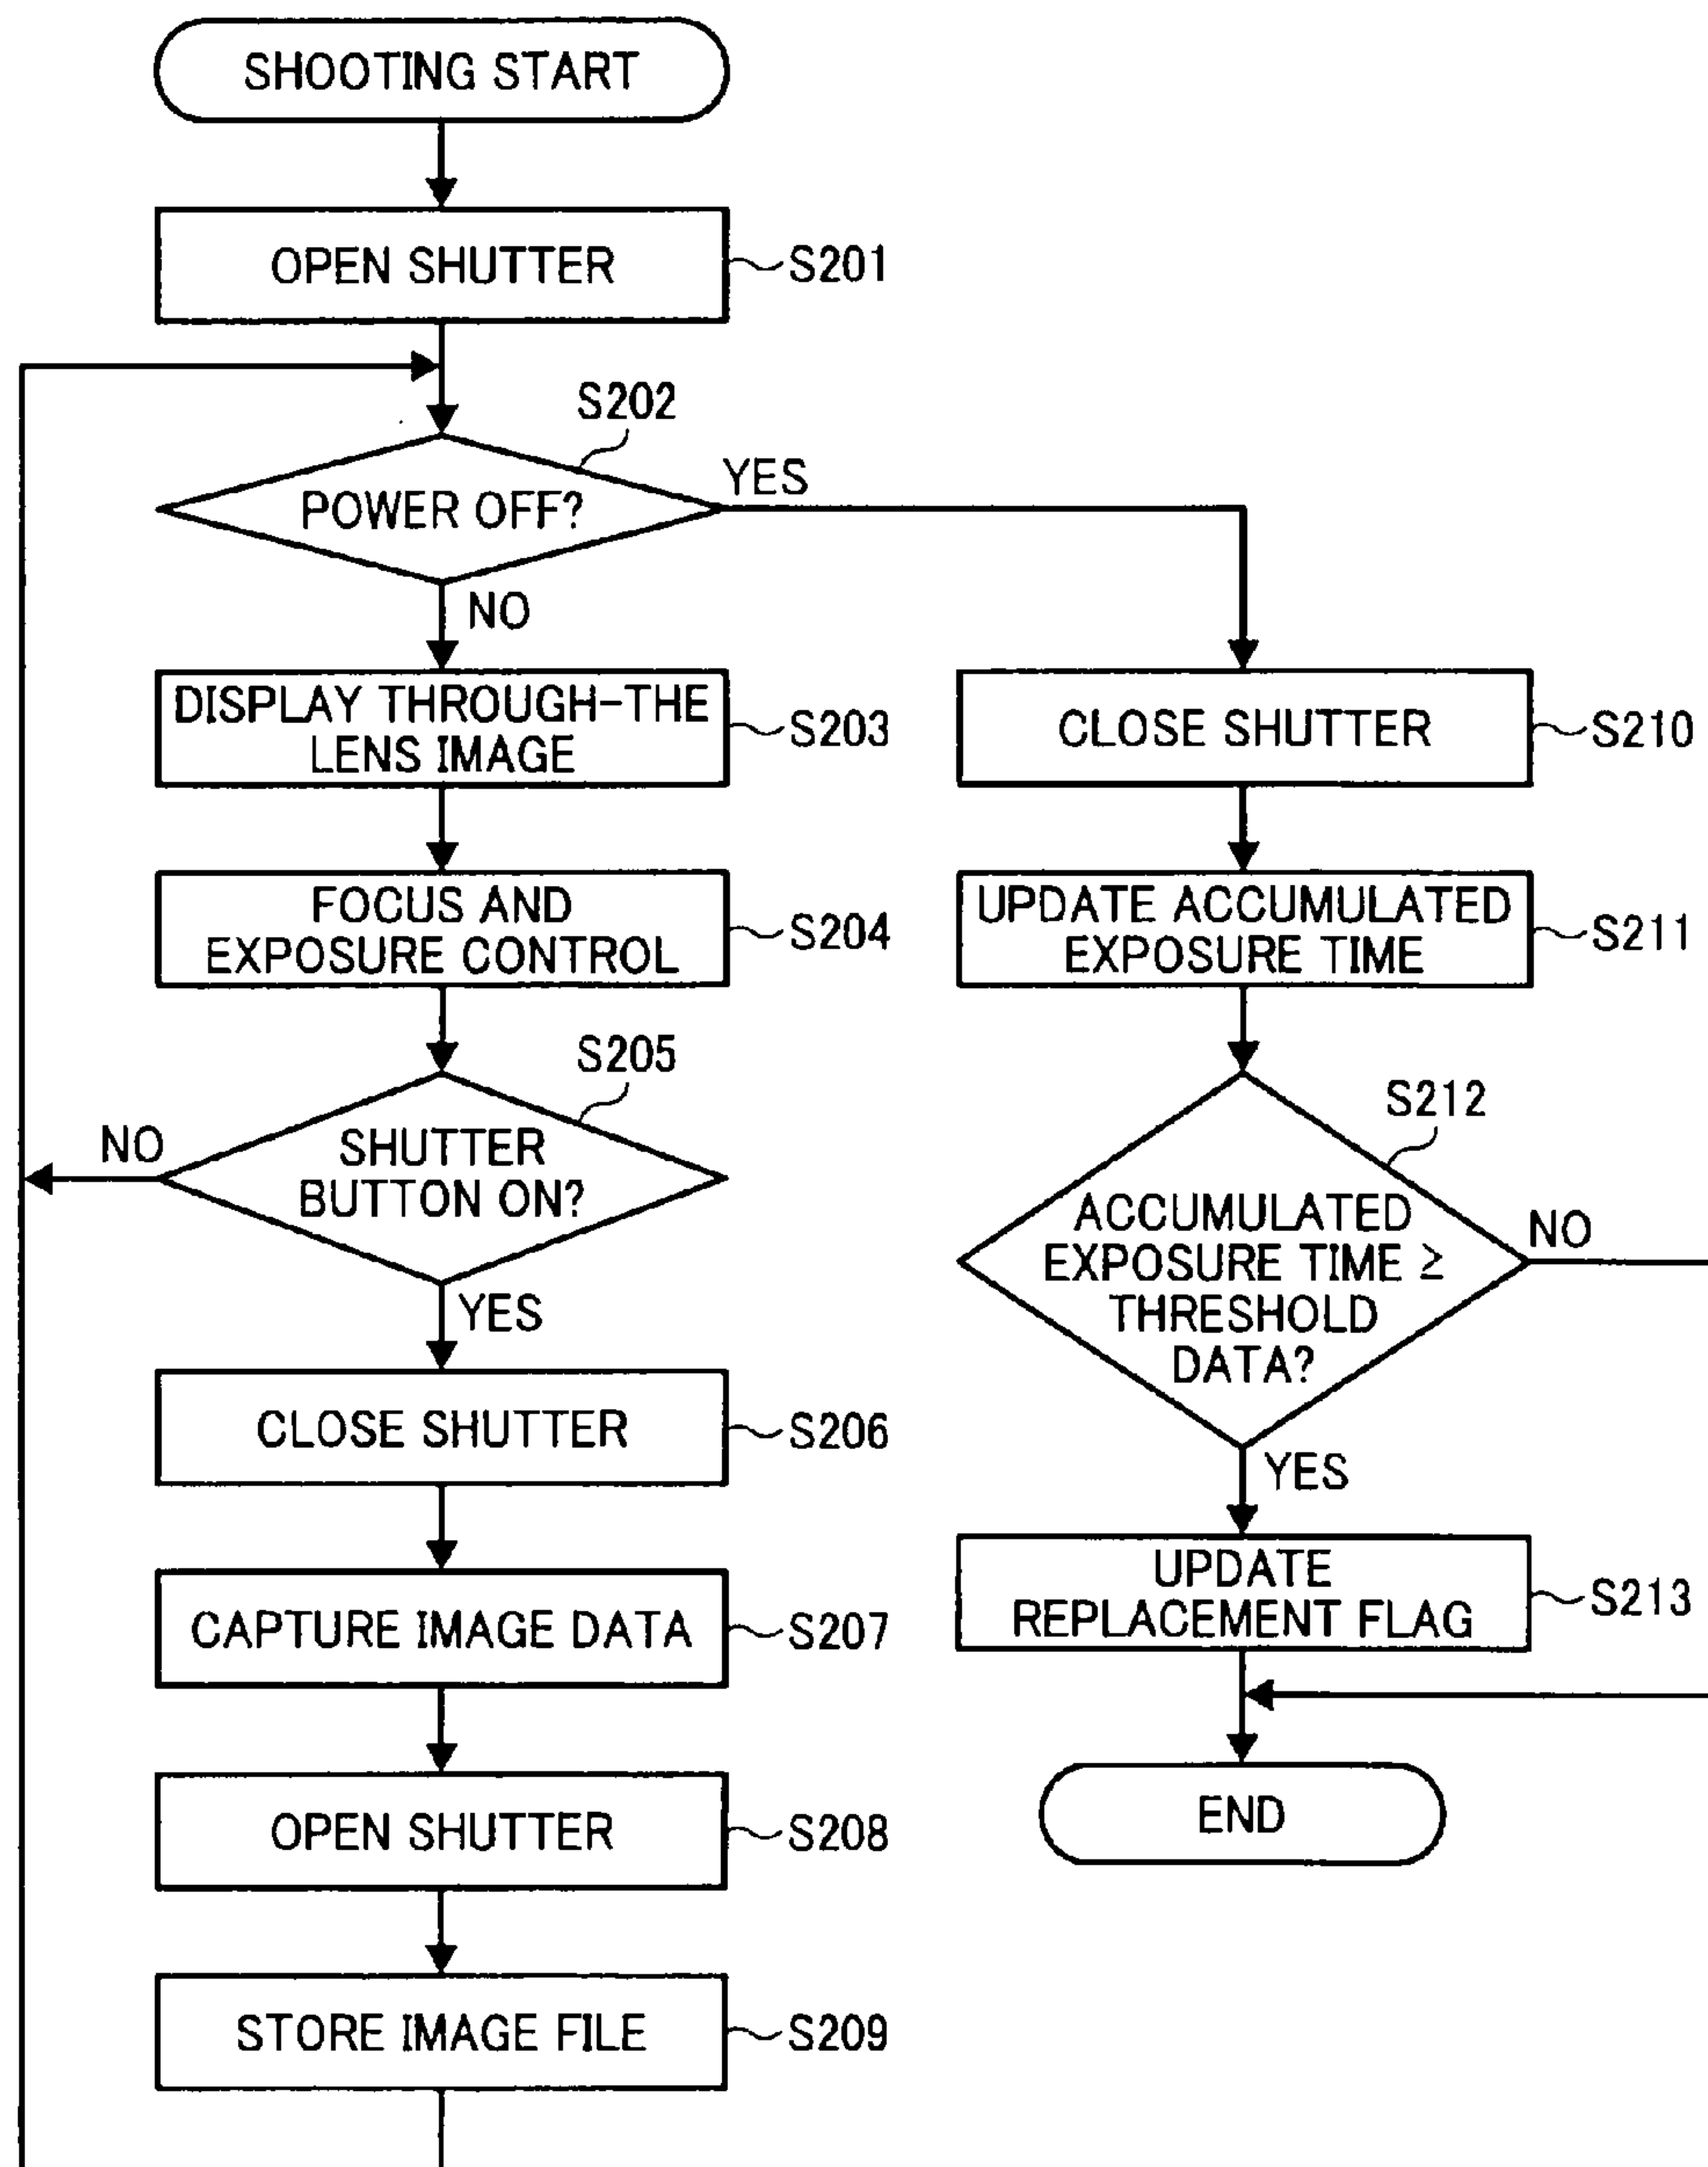 SHOOTING START
OPEN SHUTTER
S201
S202
POWER OFF?
YES
NO
DISPLAY THROUGH-THE
LENS IMAGE
S203
FOCUS AND
EXPOSURE CONTROL
S204
S205
SHUTTER
BUTTON ON?
NO
YES
CLOSE SHUTTER
S206
CAPTURE IMAGE DATA
S207
OPEN SHUTTER
S208
STORE IMAGE FILE
S209
CLOSE SHUTTER
S210
UPDATE ACCUMULATED
EXPOSURE TIME
S211
S212
ACCUMULATED
EXPOSURE TIME ≥
THRESHOLD
DATA?
NO
YES
UPDATE
REPLACEMENT FLAG
S213
END